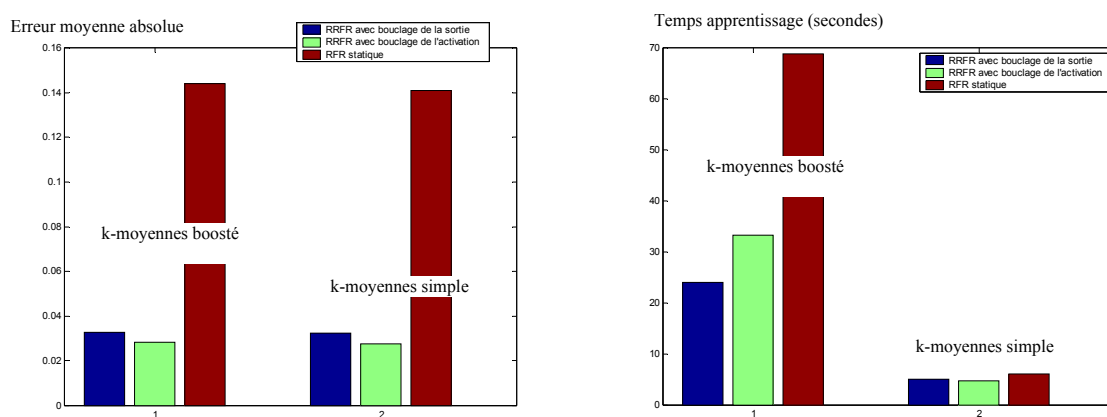 Erreur moyenne absolue
RRFR avec bouclage de la sortie
RRFR avec bouclage de l'activation
RFR statique
0.16
0.14
0.12
0.1
0.08
0.06
0.04
0.02
0
k-moyennes boosté
k-moyennes simple
1
2
Temps apprentissage (secondes)
RRFR avec bouclage de la sortie
RRFR avec bouclage de l'activation
RFR statique
70
60
50
40
30
20
10
0
k-moyennes boosté
k-moyennes simple
1
2